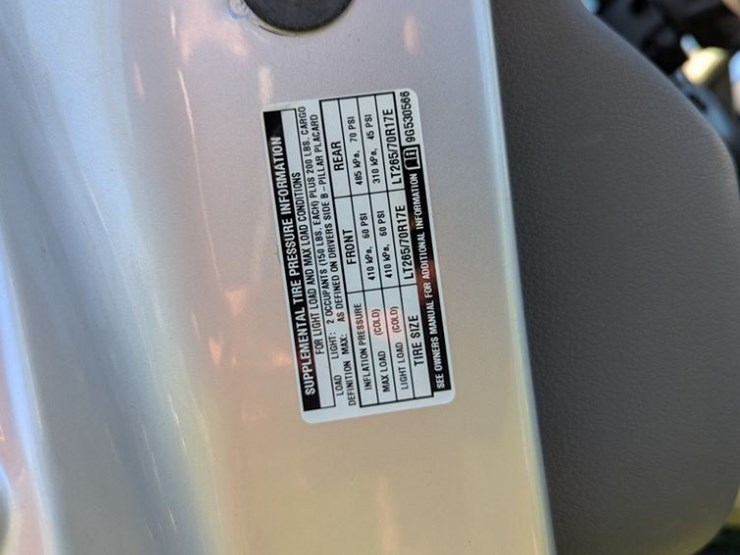 SUPPLEMENTAL TIRE PRESSURE INFORMATION
FOR LIGHT LOAD AND MAX LOAD CONDITIONS
LOAD LIGHT: 2 OCCUPANTS (150 LBS. EACH) PLUS 200 LBS. CARGO
DEFINITION MAX: AS DEFINED ON DRIVERS SIDE B-PILLAR PLACARD
FRONT REAR
INFLATION PRESSURE
MAX LOAD (COLD) 410 kPa, 60 PSI 485 kPa, 70 PSI
LIGHT LOAD (COLD) 410 kPa, 60 PSI 310 kPa, 45 PSI
TIRE SIZE LT265/70R17E LT265/70R17E
SEE OWNERS MANUAL FOR ADDITIONAL INFORMATION 9G530566